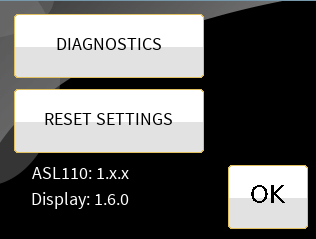 DIAGNOSTICS
RESET SETTINGS
ASL110: 1.x.x
Display: 1.6.0
OK